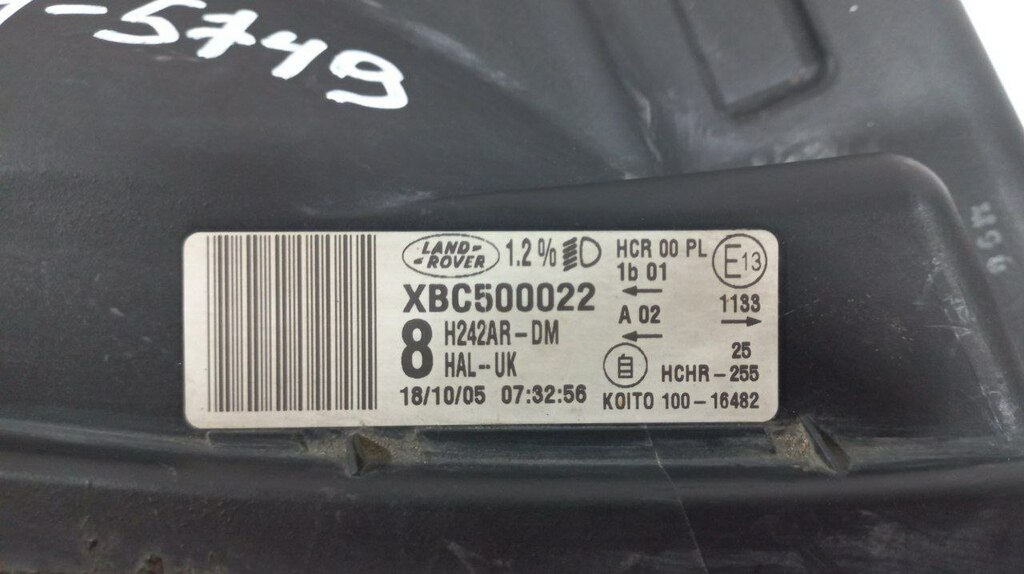 -5749
LAND-
-ROVER
1.2%
HCR 00 PL
E13
1b 01
XBC500022
1133
A 02
8
H242AR-DM
HAL--UK
25
HCHR-255
18/10/05 07:32:56
KOITO 100-16482